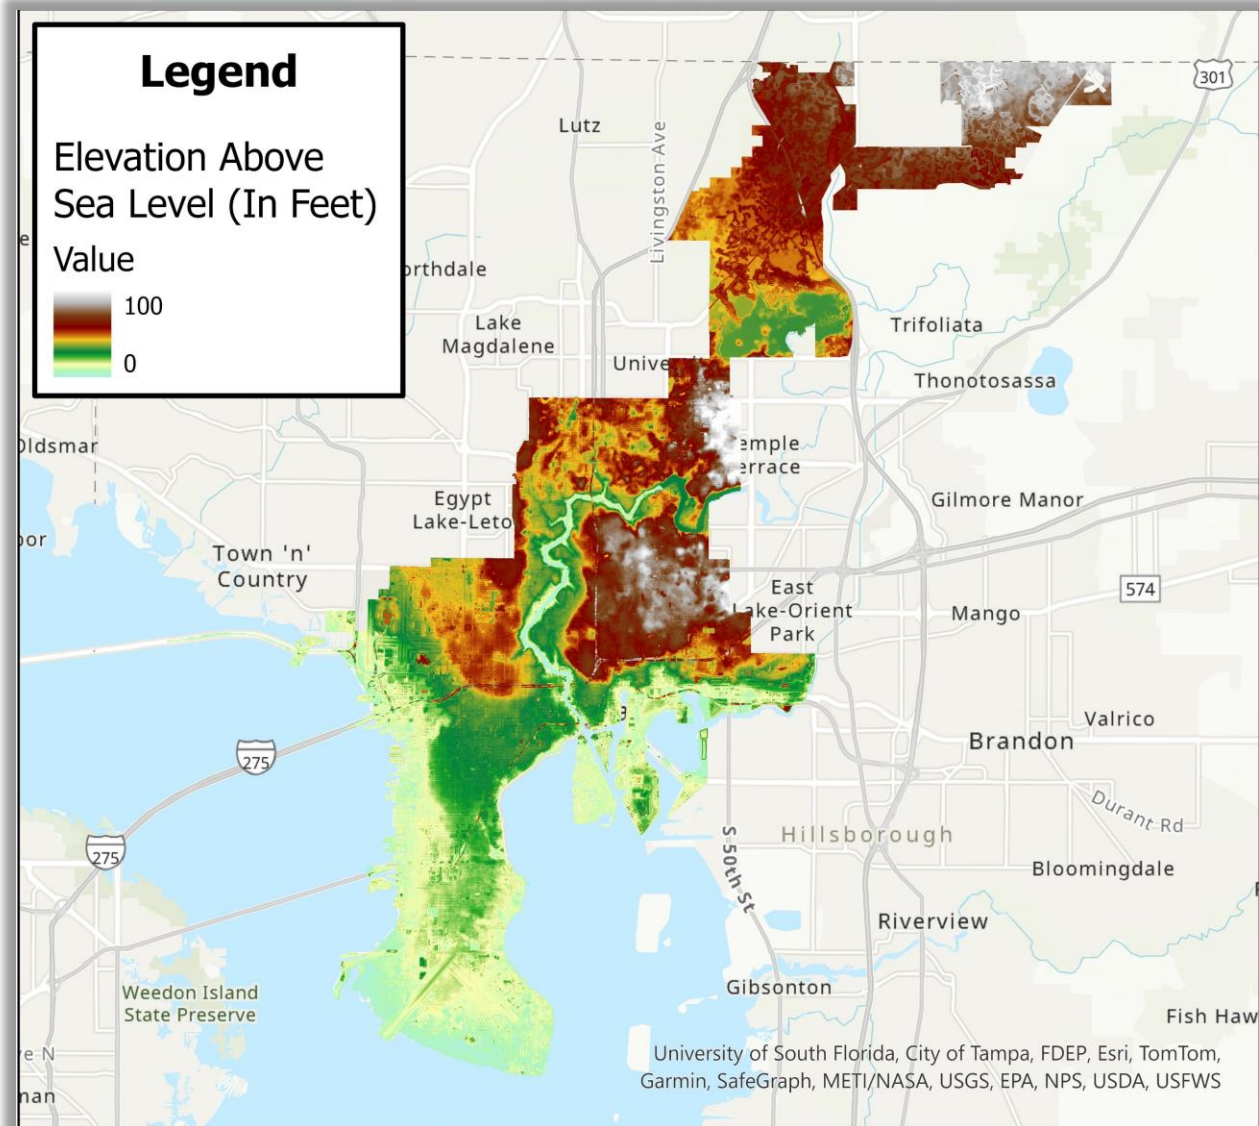 Legend
Elevation Above
Sea Level (In Feet)
Value
100
0
301
Lutz
Livingston Ave
orthdale
Lake
Magdalene
Trifoliata
Thonotosassa
Oldsmar
emple
errace
Egypt
Lake-Leto
Gilmore Manor
Town 'n'
Country
574
East
Lake-Orient
Park
Mango
Valrico
Brandon
275
Durant Rd
Hillsborough
275
S 50th St
Bloomingdale
Riverview
Gibsonton
Weedon Island
State Preserve
Fish Haw
University of South Florida, City of Tampa, FDEP, Esri, TomTom,
Garmin, SafeGraph, METI/NASA, USGS, EPA, NPS, USDA, USFWS